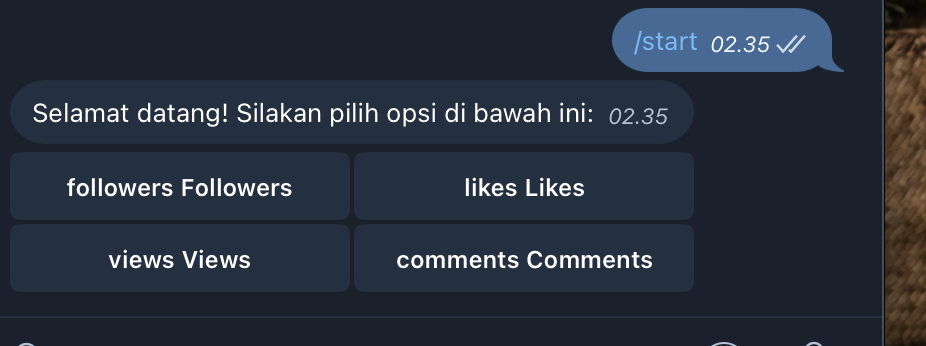 /start 02.35
Selamat datang! Silakan pilih opsi di bawah ini: 02.35
followers Followers
likes Likes
views Views
comments Comments